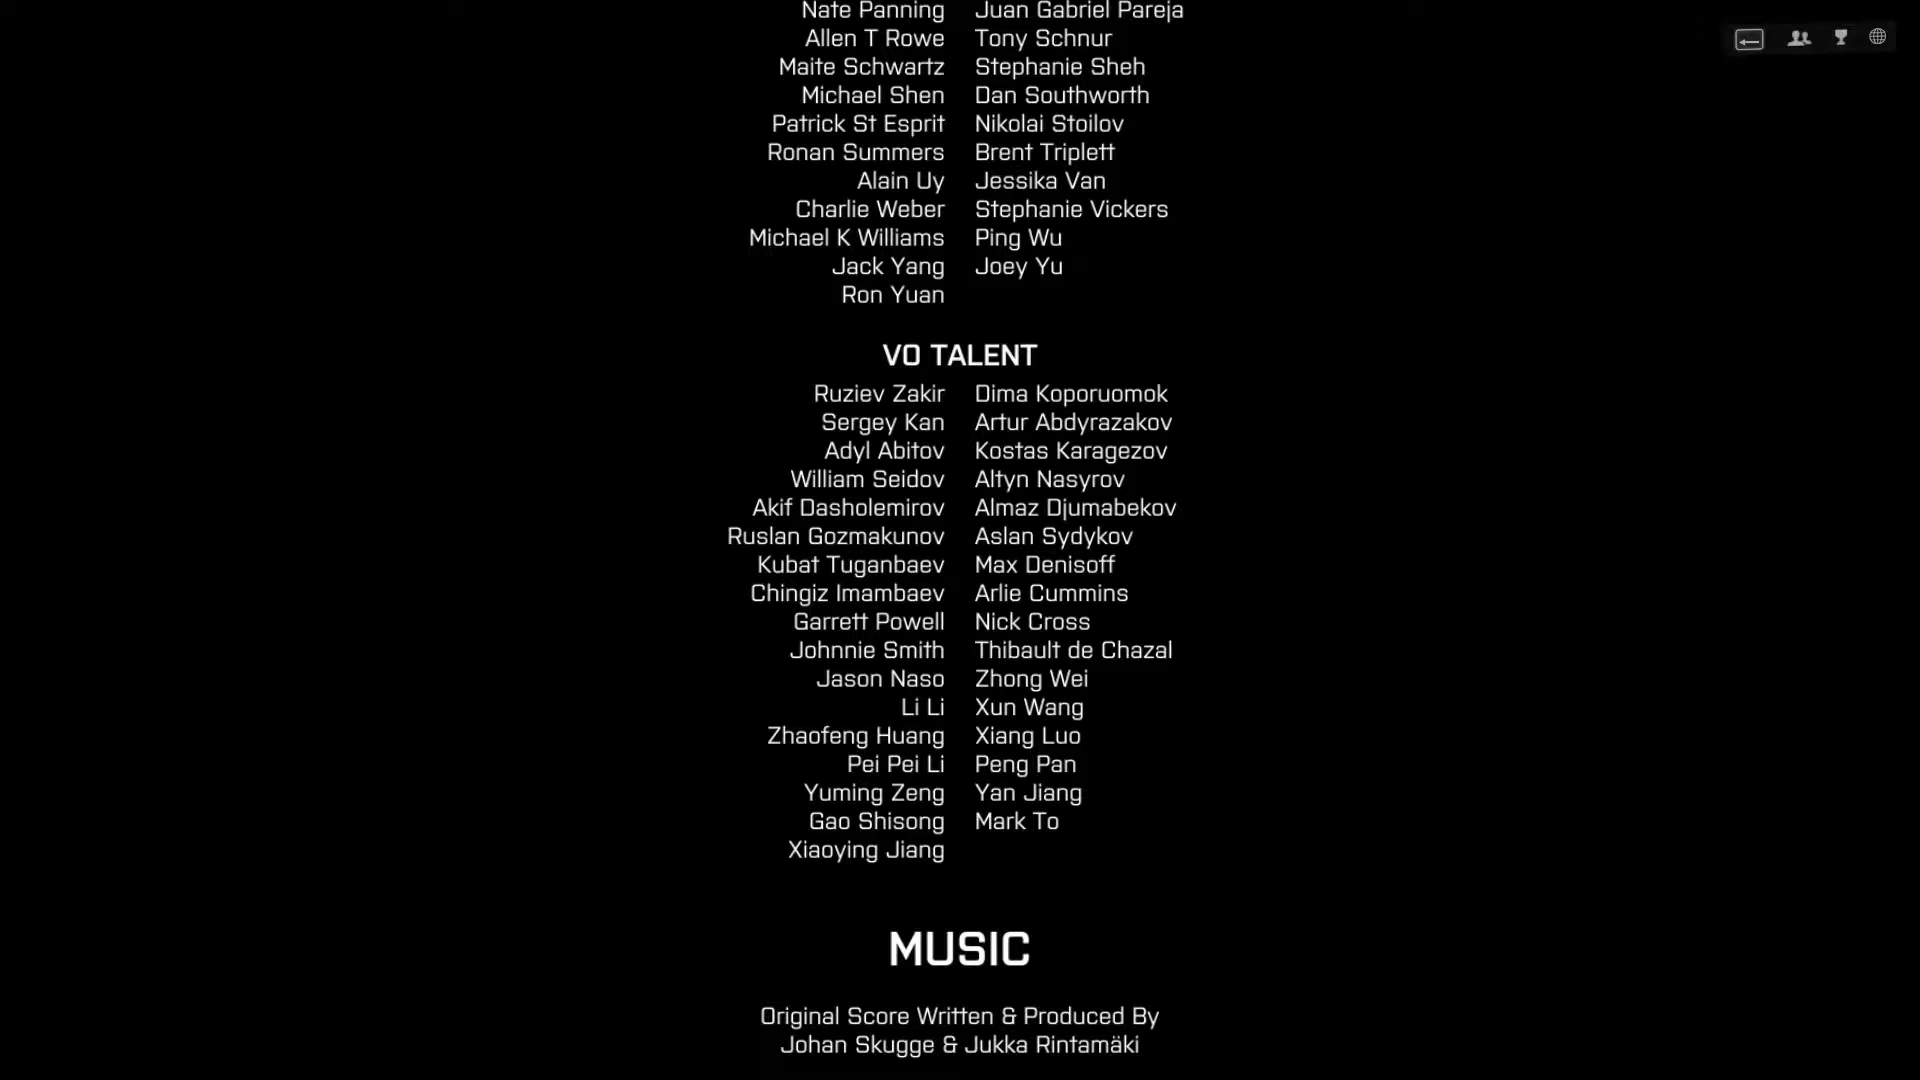 Nate Panning Juan Gabriel Pareja
Allen T Rowe Tony Schnur
Maite Schwartz Stephanie Sheh
Michael Shen Dan Southworth
Patrick St Esprit Nikolai Stoilov
Ronan Summers Brent Triplett
Alain Uy Jessika Van
Charlie Weber Stephanie Vickers
Michael K Williams Ping Wu
Jack Yang Joey Yu
Ron Yuan
VO TALENT
Ruziev Zakir Dima Koporuomok
Sergey Kan Artur Abdyrazakov
Adyl Abitov Kostas Karagezov
William Seidov Altyn Nasyrov
Akif Dasholemirov Almaz Djumabekov
Ruslan Gozmakunov Aslan Sydykov
Kubat Tuganbaev Max Denisoff
Chingiz Imambaev Arlie Cummins
Garrett Powell Nick Cross
Johnnie Smith Thibault de Chazal
Jason Naso Zhong Wei
Li Li Xun Wang
Zhaofeng Huang Xiang Luo
Pei Pei Li Peng Pan
Yuming Zeng Yan Jiang
Gao Shisong Mark To
Xiaoying Jiang
MUSIC
Original Score Written & Produced By
Johan Skugge & Jukka Rintamäki